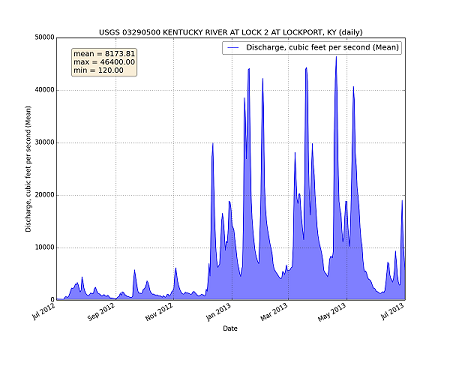 USGS 03290500 KENTUCKY RIVER AT LOCK 2 AT LOCKPORT, KY (daily)
50000
mean = 8173.81
max = 46400.00
min = 120.00
Discharge, cubic feet per second (Mean)
40000
30000
20000
10000
0
Discharge, cubic feet per second (Mean)
Jul 2012
Sep 2012
Nov 2012
Jan 2013
Mar 2013
May 2013
Jul 2013
Date